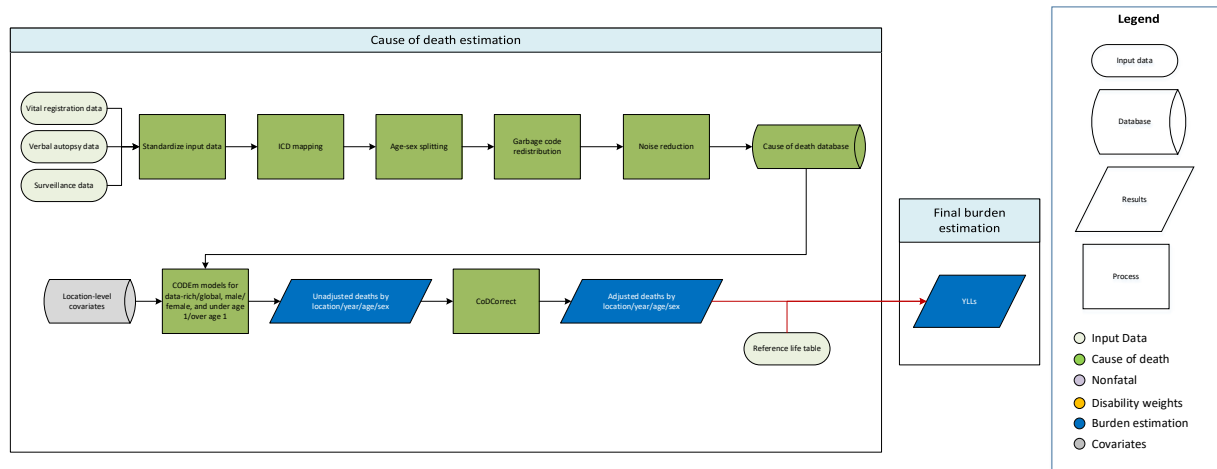 Cause of death estimation
Vital registration data
Verbal autopsy data
Surveillance data
Standardize input data
ICD mapping
Age-sex splitting
Garbage code
redistribution
Noise reduction
Cause of death database
Location-level
covariates
CODEm models for
data-rich/global, male/
female, and under age
1/over age 1
Unadjusted deaths by
location/year/age/sex
CoDCorrect
Adjusted deaths by
location/year/age/sex
Reference life table
Final burden
estimation
YLLs
Legend
Input data
Database
Results
Process
Input Data
Cause of death
Nonfatal
Disability weights
Burden estimation
Covariates